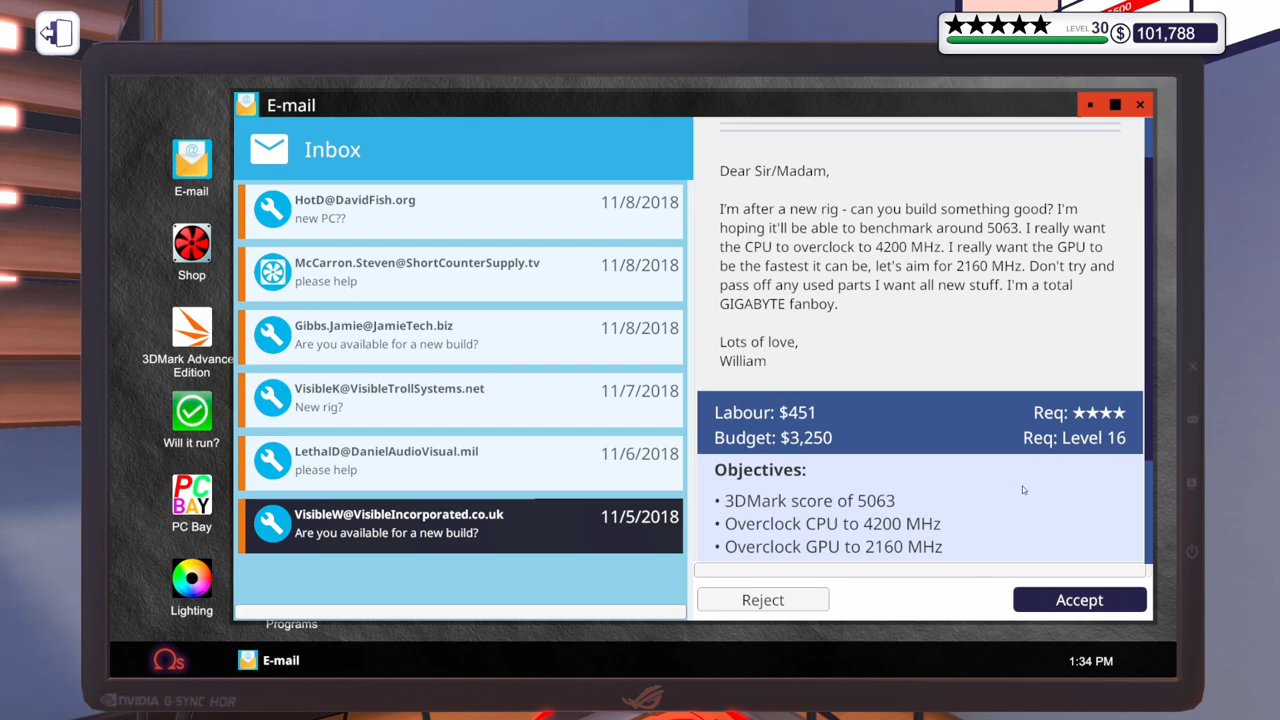 500
LEVEL 30 $ 101,788
E-mail
Inbox
HotD@DavidFish.org 11/8/2018
new PC??
McCarron.Steven@ShortCounterSupply.tv 11/8/2018
please help
Gibbs.Jamie@JamieTech.biz 11/8/2018
Are you available for a new build?
VisibleK@VisibleTrollSystems.net 11/7/2018
New rig?
LethalD@DanielAudioVisual.mil 11/6/2018
please help
VisibleW@VisibleIncorporated.co.uk 11/5/2018
Are you available for a new build?
Dear Sir/Madam,
I'm after a new rig - can you build something good? I'm
hoping it'll be able to benchmark around 5063. I really want
the CPU to overclock to 4200 MHz. I really want the GPU to
be the fastest it can be, let's aim for 2160 MHz. Don't try and
pass off any used parts I want all new stuff. I'm a total
GIGABYTE fanboy.
Lots of love,
William
Labour: $451 Req: ★★★★
Budget: $3,250 Req: Level 16
Objectives:
• 3DMark score of 5063
• Overclock CPU to 4200 MHz
• Overclock GPU to 2160 MHz
Reject Accept
E-mail
Shop
3DMark Advance
Edition
Will it run?
PC
BAY
PC Bay
Lighting
Programs
Ωs E-mail 1:34 PM
NVIDIA G-SYNC HDR